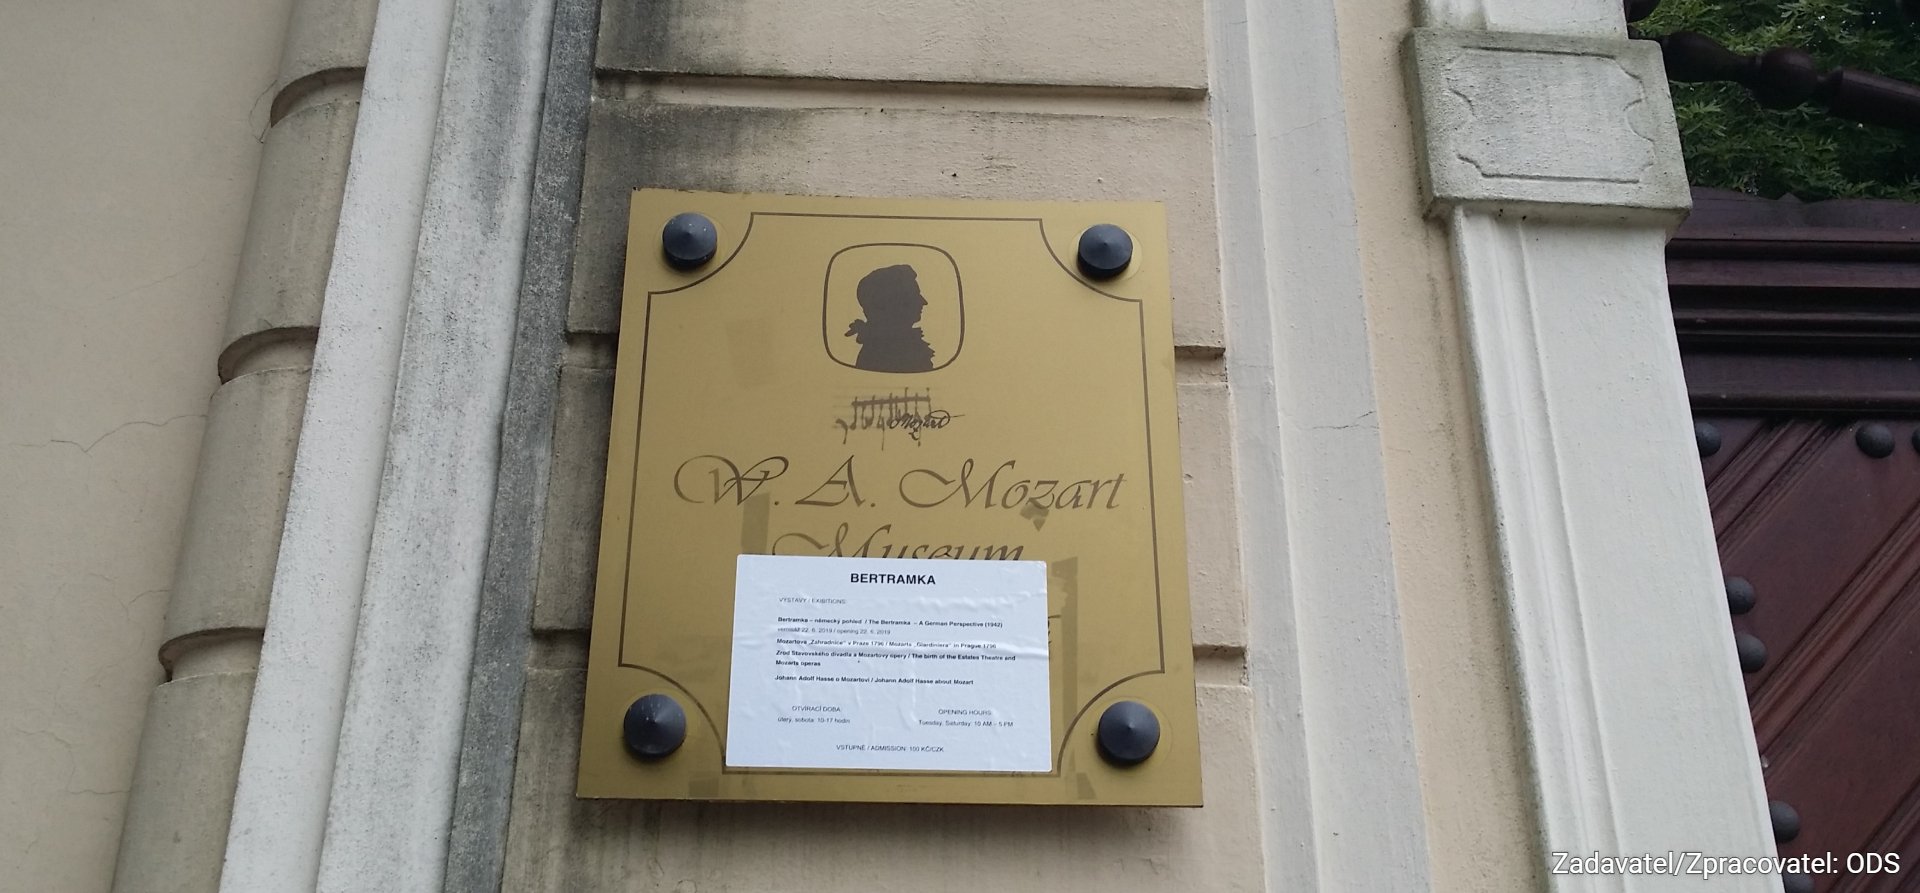 Mozart
W. A. Mozart
Museum
BERTRAMKA
VÝSTAVY / EXIBITIONS:
Bertramka – německý pohled / The Bertramka – A German Perspective (1942)
vernisáž 22. 6. 2019 / opening 22. 6. 2019
Mozartova „Zahradnice“ v Praze 1796 / Mozarts „Giardiniera“ in Prague 1796
Zrod Stavovského divadla a Mozartovy opery / The birth of the Estates Theatre and
Mozarts operas
Johann Adolf Hasse o Mozartovi / Johann Adolf Hasse about Mozart
OTVÍRACÍ DOBA:
úterý, sobota: 10-17 hodin
OPENING HOURS:
Tuesday, Saturday: 10 AM – 5 PM
VSTUPNÉ / ADMISSION: 100 KČ/CZK
Zadavatel/Zpracovatel: ODS